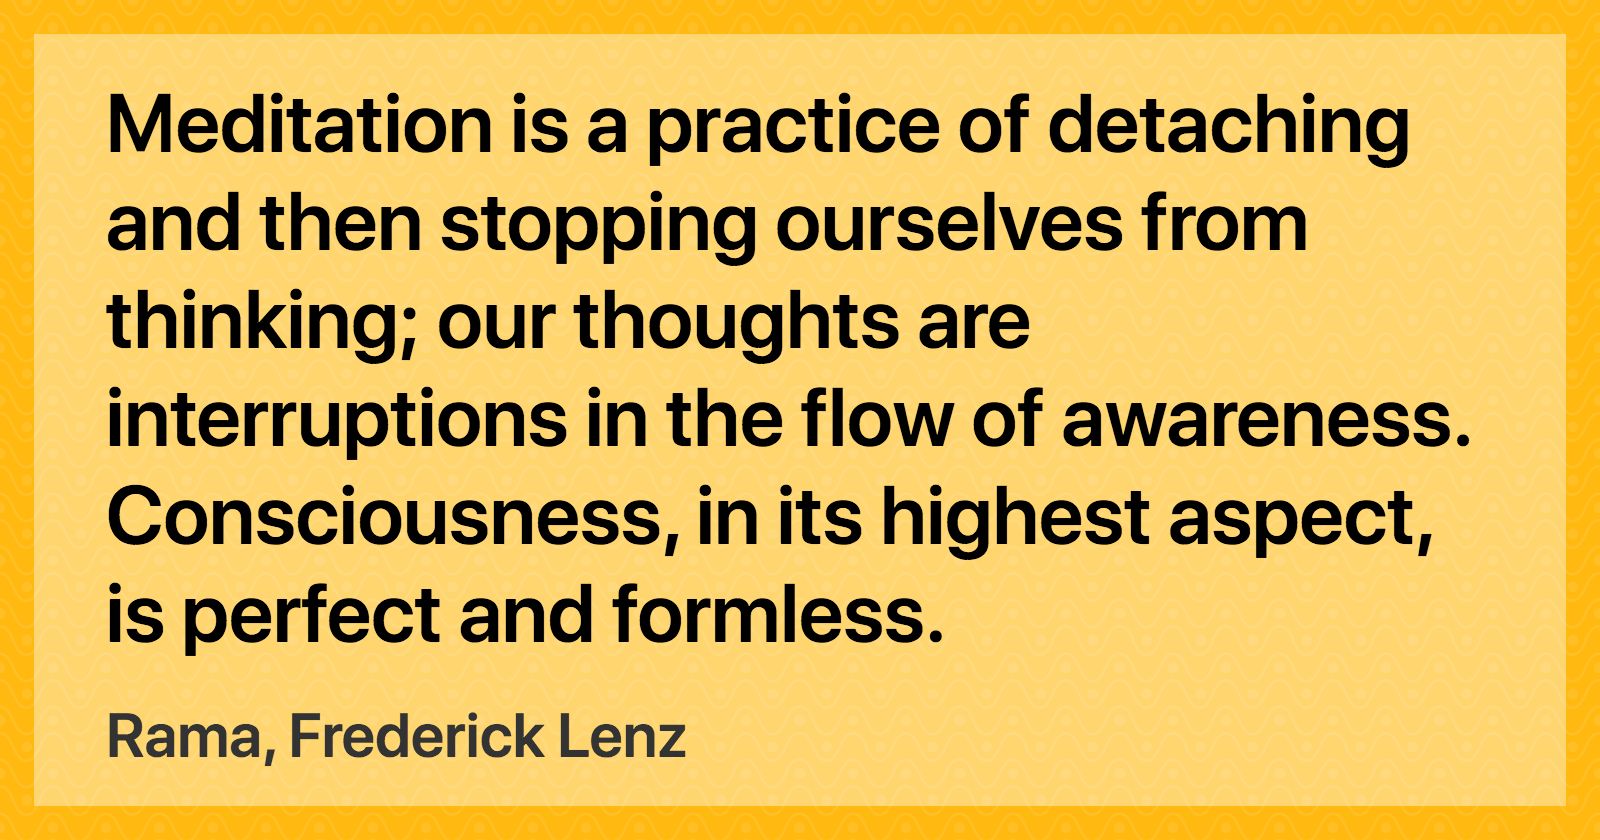 Meditation is a practice of detaching
and then stopping ourselves from
thinking; our thoughts are
interruptions in the flow of awareness.
Consciousness, in its highest aspect,
is perfect and formless.
Rama, Frederick Lenz